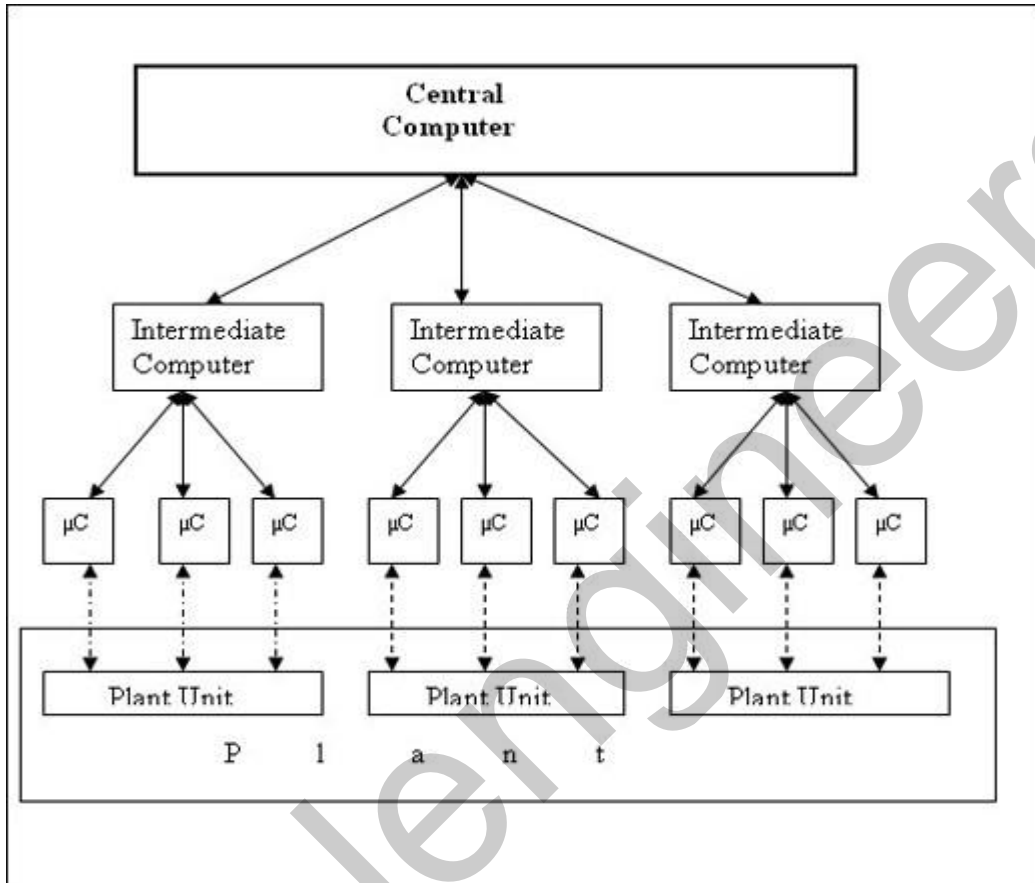 Central
Computer
Intermediate
Computer
Intermediate
Computer
Intermediate
Computer
µC
µC
µC
µC
µC
µC
µC
µC
µC
Plant Unit
Plant Unit
Plant Unit
P l a n t
lengineers